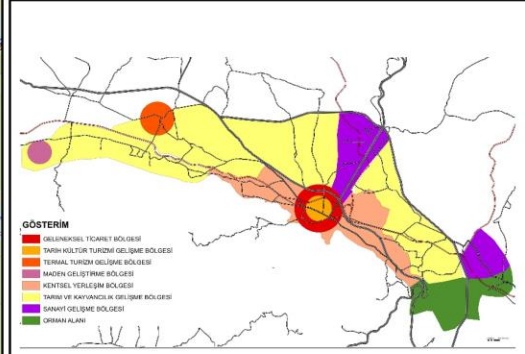 GÖSTERİM
GELENEKSEL TİCARET BÖLGESİ
TARİH KÜLTÜR TURİZMİ GELİŞME BÖLGESİ
TERMAL TURİZM GELİŞME BÖLGESİ
MADEN GELİŞTİRME BÖLGESİ
KENTSEL YERLEŞİM BÖLGESİ
TARIM VE HAYVANCILIK GELİŞME BÖLGESİ
SANAYİ GELİŞME BÖLGESİ
ORMAN ALANI